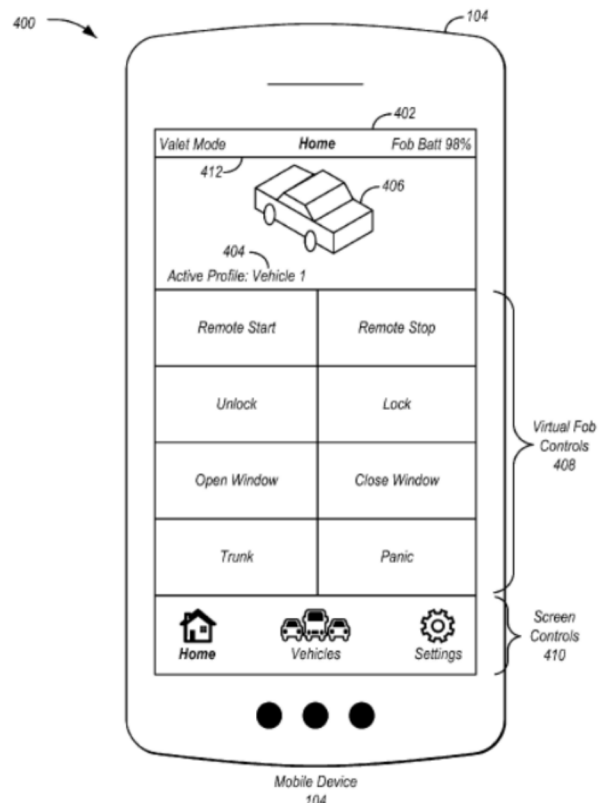 400
104
402
Valet Mode Home Fob Batt 98%
412
406
404
Active Profile: Vehicle 1
Remote Start Remote Stop
Unlock Lock
Virtual Fob
Controls
408
Open Window Close Window
Trunk Panic
Screen
Controls
410
Home Vehicles Settings
Mobile Device
104